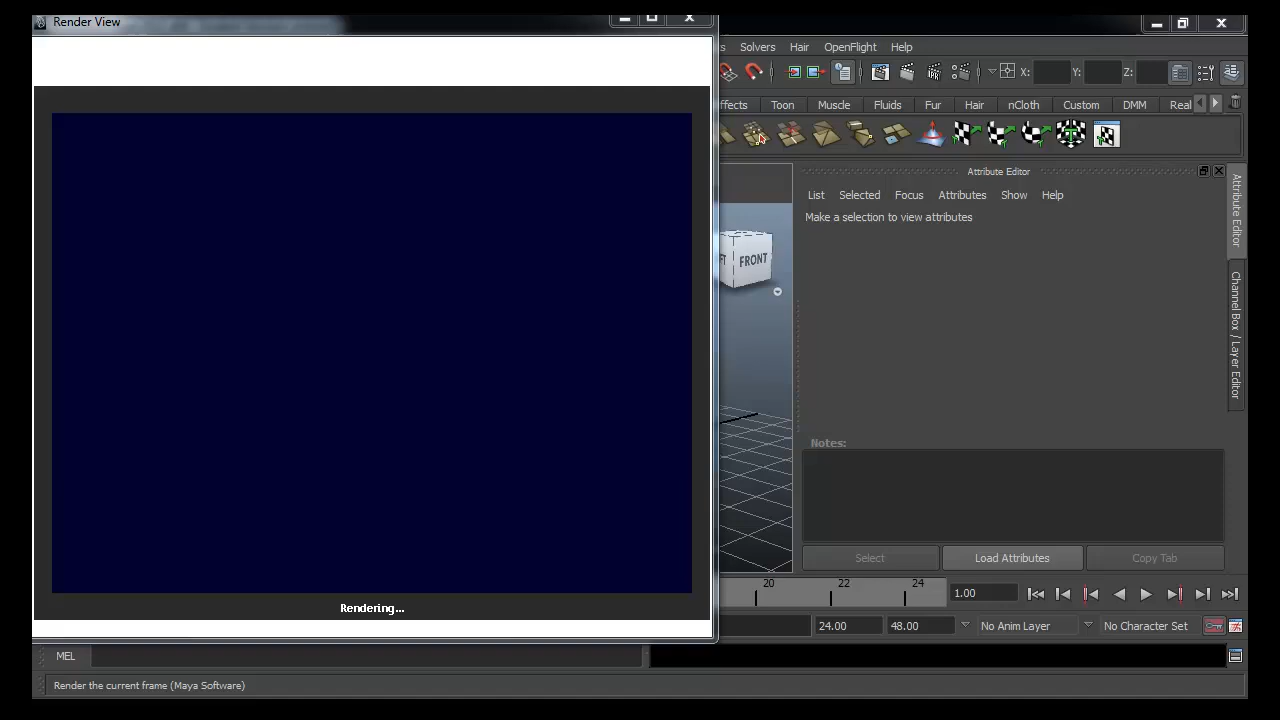 Render View
s Solvers Hair OpenFlight Help
X: Y: Z:
ffects Toon Muscle Fluids Fur Hair nCloth Custom DMM Real
Attribute Editor
List Selected Focus Attributes Show Help
Make a selection to view attributes
Attribute Editor
FT FRONT
Channel Box / Layer Editor
Notes:
Select Load Attributes Copy Tab
20 22 24 1.00
Rendering...
24.00 48.00 No Anim Layer No Character Set
MEL
Render the current frame (Maya Software)